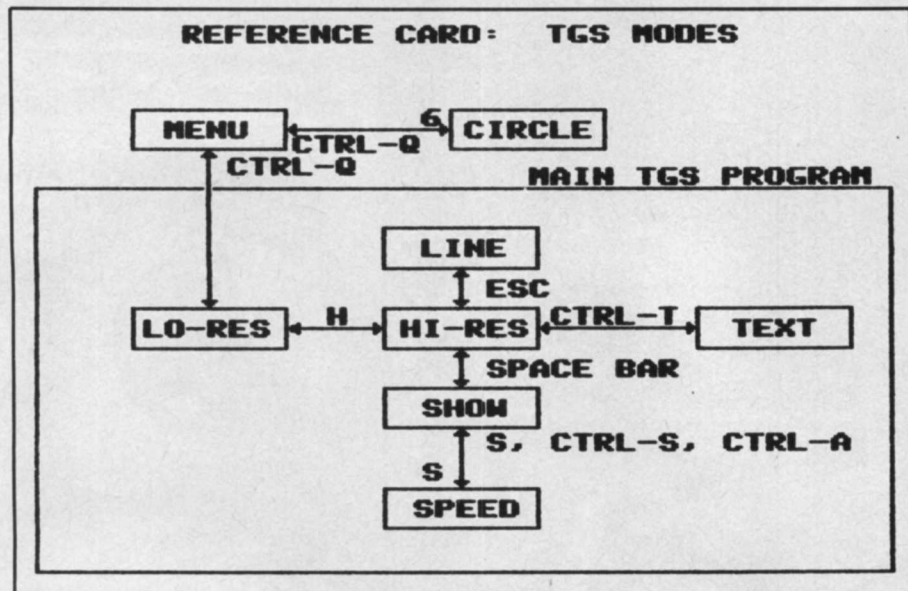 REFERENCE CARD: TGS MODES
MENU
6
CIRCLE
CTRL-Q
CTRL-Q
MAIN TGS PROGRAM
LINE
ESC
LO-RES
H
HI-RES
CTRL-T
TEXT
SPACE BAR
SHOW
S, CTRL-S, CTRL-A
S
SPEED